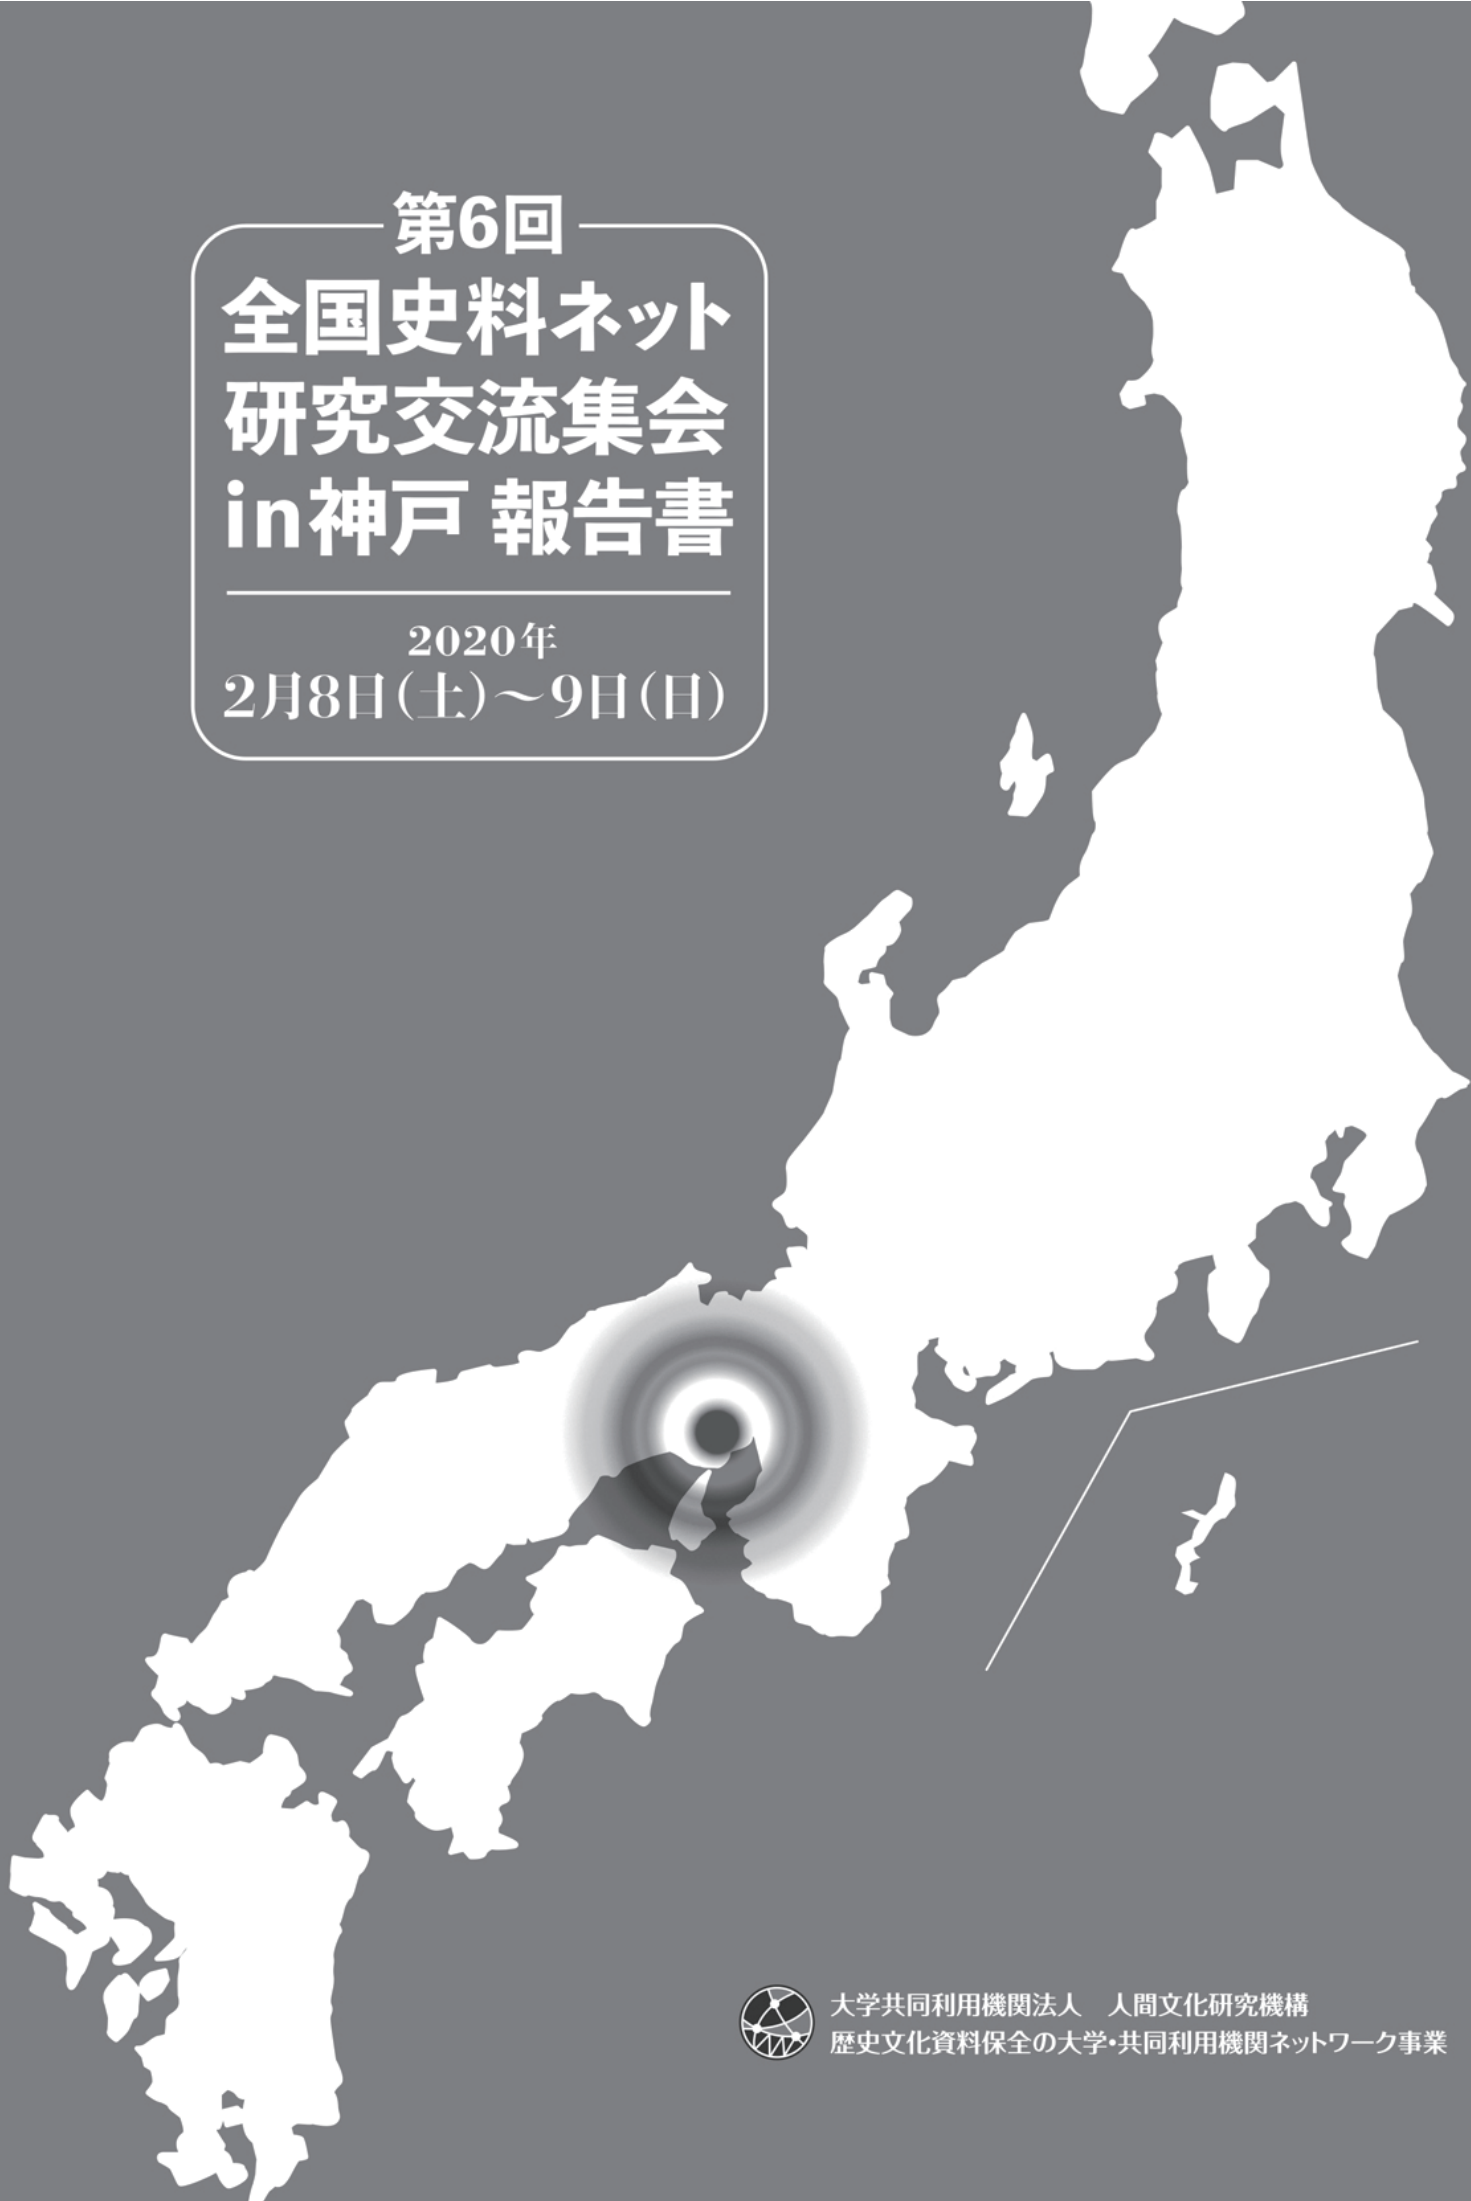 第6回
全国史料ネット
研究交流集会
in神戸 報告書
2020年
2月8日(土)～9日(日)
大学共同利用機関法人　人間文化研究機構
歴史文化資料保全の大学・共同利用機関ネットワーク事業